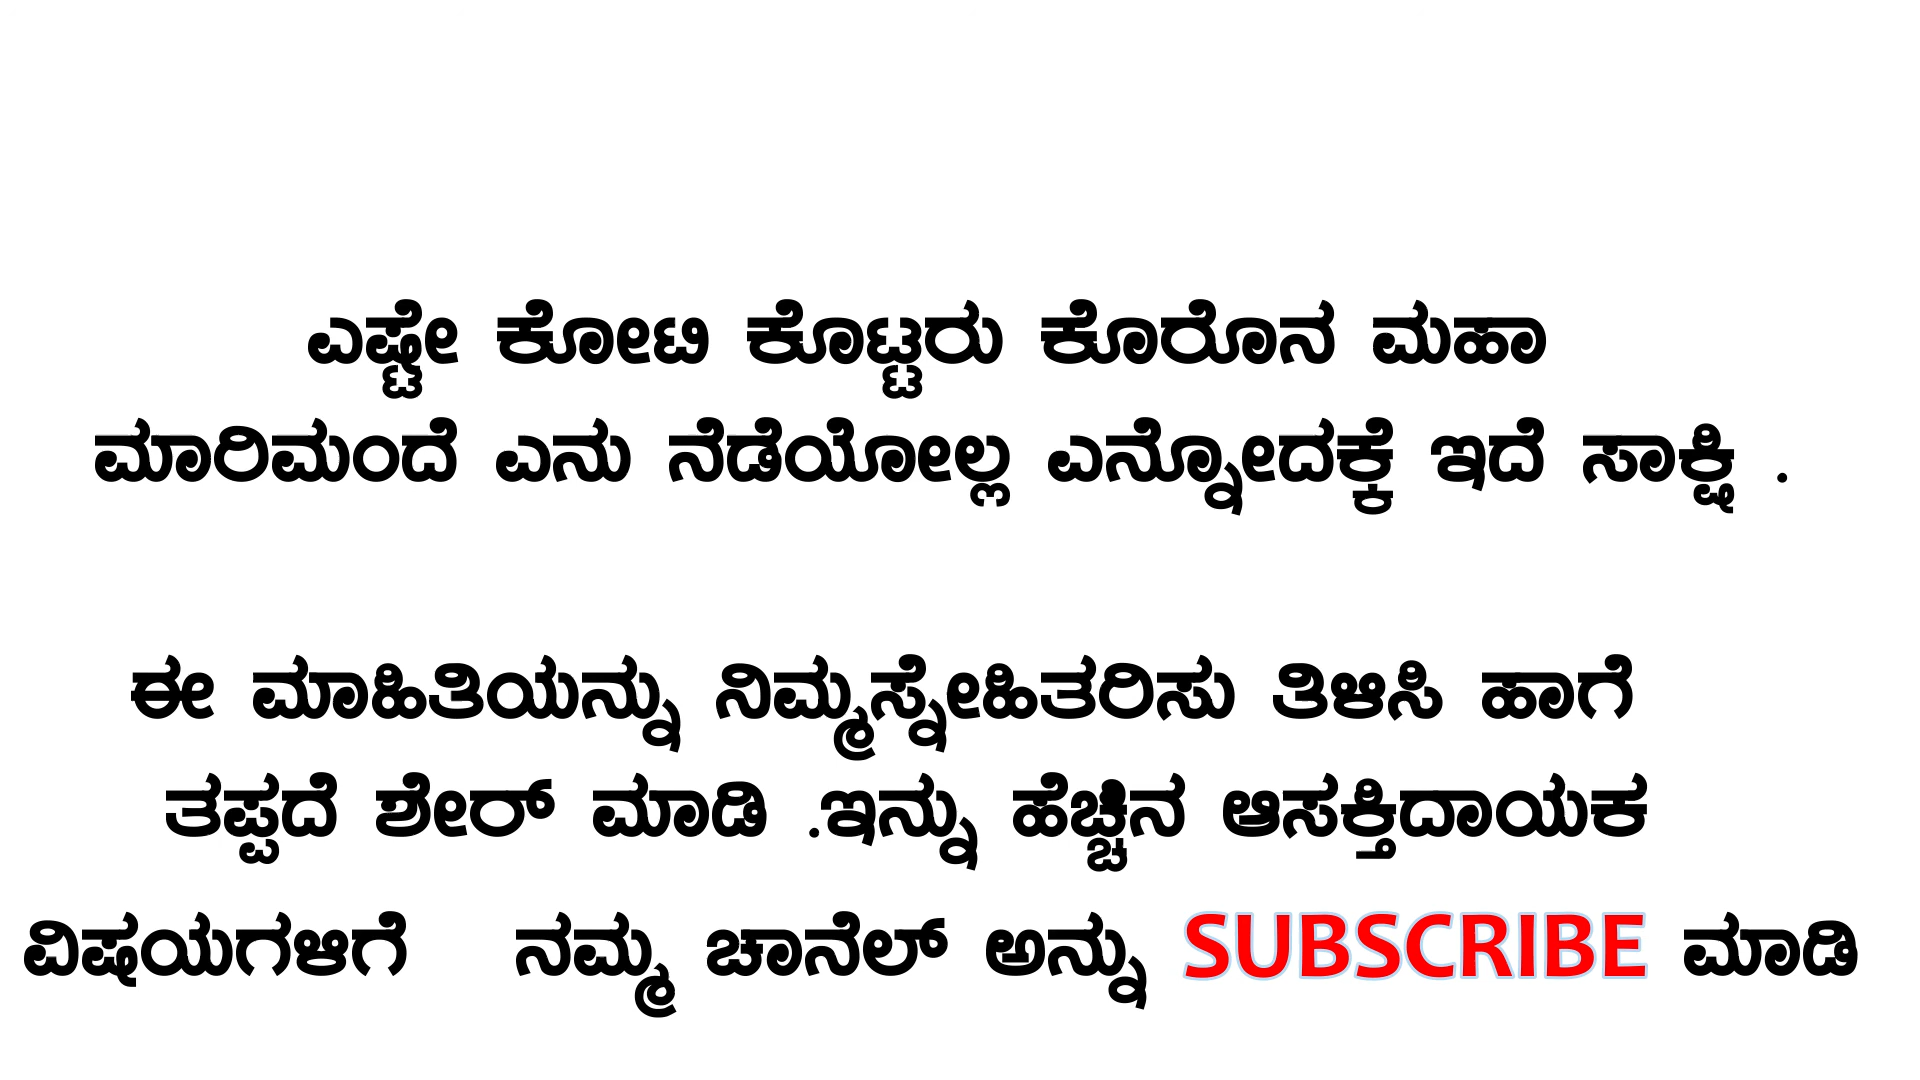 ಎಷ್ಟೇ ಕೋಟಿ ಕೊಟ್ಟರು ಕೊರೊನ ಮಹಾ
ಮಾರಿಮಂದೆ ಎನು ನೆಡೆಯೋಲ್ಲ ಎನ್ನೋದಕ್ಕೆ ಇದೆ ಸಾಕ್ಷಿ .
ಈ ಮಾಹಿತಿಯನ್ನು ನಿಮ್ಮಸ್ನೇಹಿತರಿಸು ತಿಳಿಸಿ ಹಾಗೆ
ತಪ್ಪದೆ ಶೇರ್ ಮಾಡಿ .ಇನ್ನು ಹೆಚ್ಚಿನ ಆಸಕ್ತಿದಾಯಕ
ವಿಷಯಗಳಿಗೆ ನಮ್ಮ ಚಾನೆಲ್ ಅನ್ನು SUBSCRIBE ಮಾಡಿ